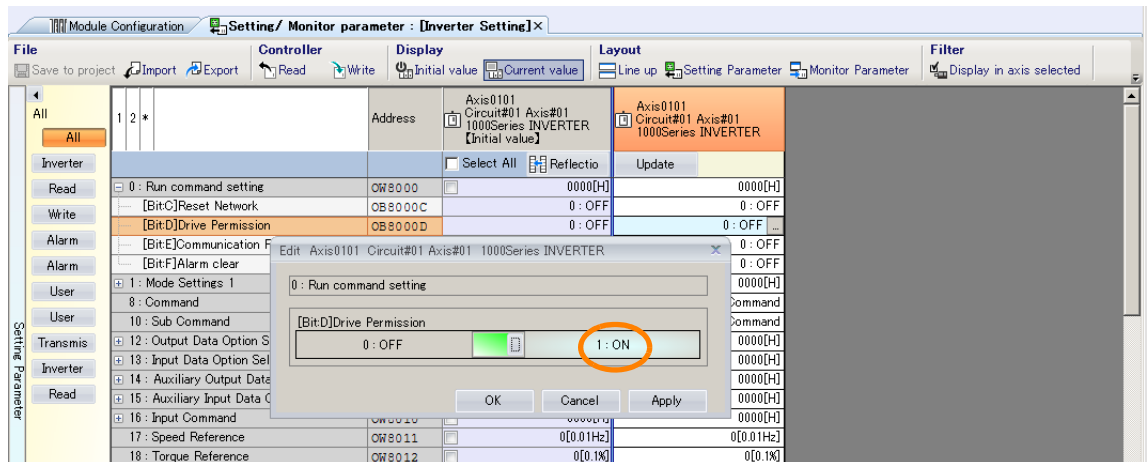 Module Configuration Setting/ Monitor parameter : [Inverter Setting]×
File Controller Display Layout Filter
Save to project Import Export Read Write Initial value Current value Line up Setting Parameter Monitor Parameter Display in axis selected
All
All
Inverter
Read
Write
Alarm
Alarm
User
User
Transmis
Inverter
Read
Setting Parameter
1 2 * Address
Axis0101
Circuit#01 Axis#01
1000Series INVERTER
【Initial value】
Axis0101
Circuit#01 Axis#01
1000Series INVERTER
Select All Reflectio Update
0 : Run command setting OW8000 0000[H] 0000[H]
[Bit:C]Reset Network OB8000C 0 : OFF 0 : OFF
[Bit:D]Drive Permission OB8000D 0 : OFF 0 : OFF ...
[Bit:E]Communication 0 : OFF
[Bit:F]Alarm clear 0 : OFF
1 : Mode Settings 1 0000[H]
8 : Command
10 : Sub Command
12 : Output Data Option S 0000[H]
13 : Input Data Option Sel 0000[H]
14 : Auxiliary Output Data 0000[H]
15 : Auxiliary Input Data 0000[H]
16 : Input Command 0000[H]
17 : Speed Reference OW8011 0[0.01Hz] 0[0.01Hz]
18 : Torque Reference OW8012 0[0.1%] 0[0.1%]
Edit Axis0101 Circuit#01 Axis#01 1000Series INVERTER X
0 : Run command setting
[Bit:D]Drive Permission
0 : OFF 1 : ON
OK Cancel Apply